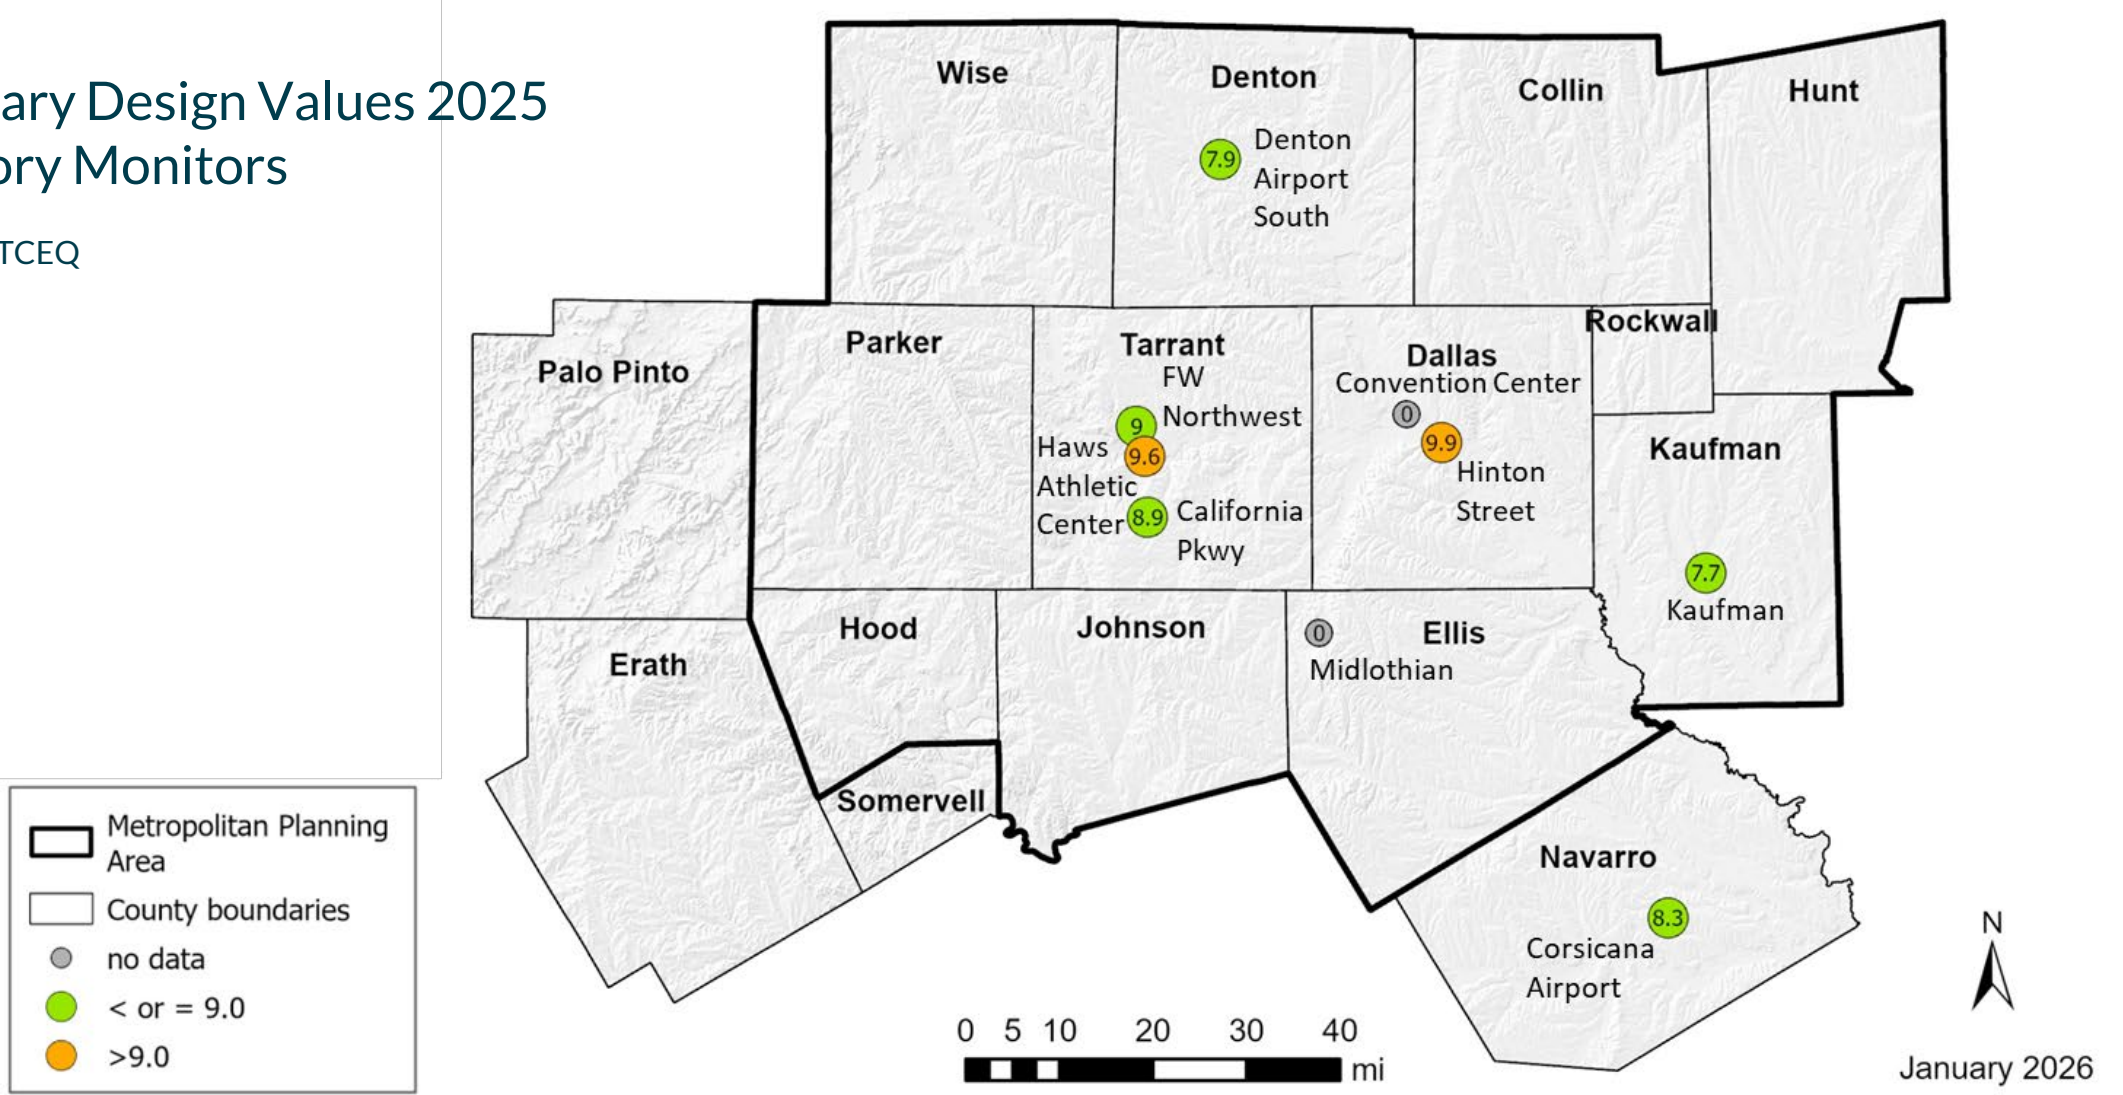 ary Design Values 2025
ory Monitors
TCEQ
Wise
Denton
Collin
Hunt
7.9
Denton
Airport
South
Palo Pinto
Parker
Tarrant
FW
Northwest
9
Haws
Athletic
Center
9.6
8.9
California
Pkwy
Dallas
Convention Center
0
9.9
Hinton
Street
Rockwall
Kaufman
7.7
Kaufman
Erath
Hood
Johnson
Ellis
0
Midlothian
Somervell
Navarro
8.3
Corsicana
Airport
Metropolitan Planning
Area
County boundaries
no data
< or = 9.0
>9.0
0 5 10 20 30 40
mi
N
January 2026